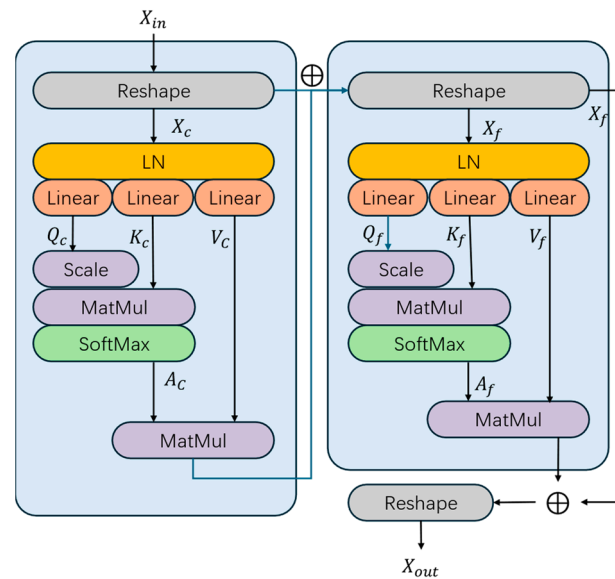 X_in
Reshape
X_c
LN
Linear Linear Linear
Q_c K_c V_C
Scale
MatMul
SoftMax
A_C
MatMul
⊕
Reshape
X_f X_f
LN
Linear Linear Linear
Q_f K_f V_f
Scale
MatMul
SoftMax
A_f
MatMul
Reshape ⊕
X_out